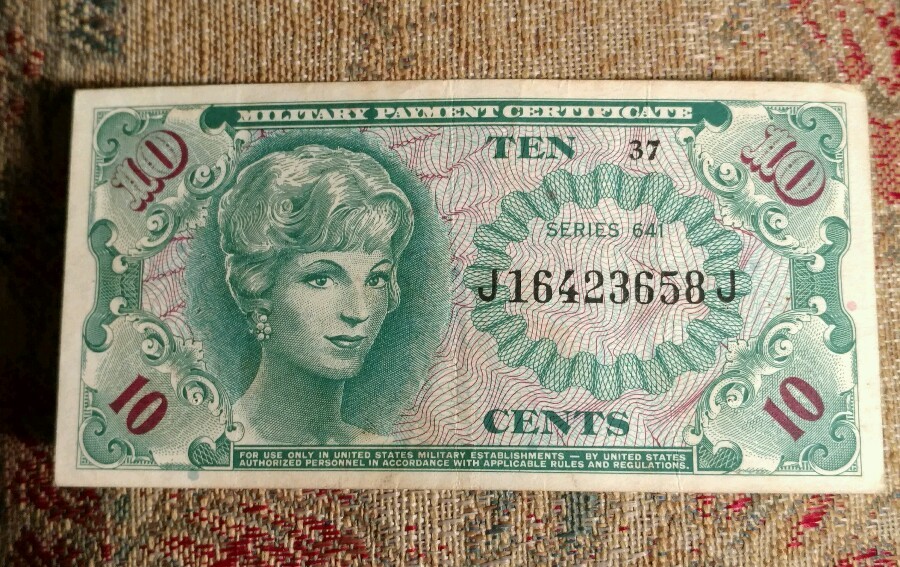 MILITARY PAYMENT CERTIFICATE
10 TEN 37 10
SERIES 641
J16423658J
10 CENTS 10
FOR USE ONLY IN UNITED STATES MILITARY ESTABLISHMENTS — BY UNITED STATES
AUTHORIZED PERSONNEL IN ACCORDANCE WITH APPLICABLE RULES AND REGULATIONS.